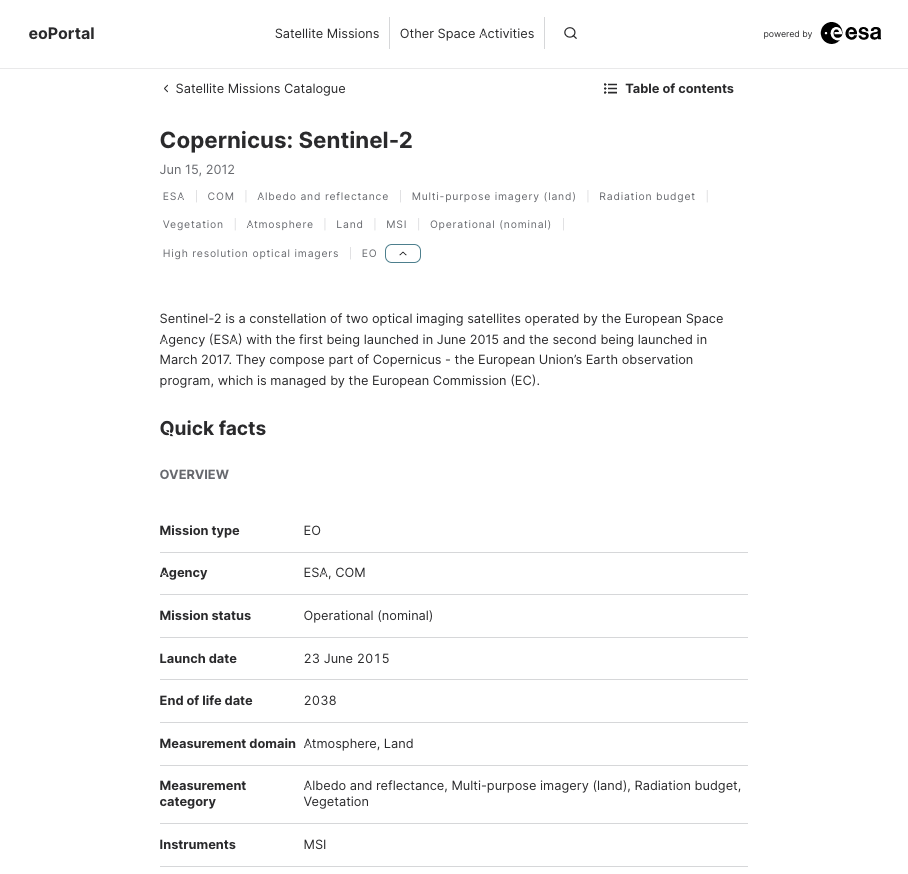 eoPortal
Satellite Missions
Other Space Activities
powered by esa
Satellite Missions Catalogue
Table of contents
Copernicus: Sentinel-2
Jun 15, 2012
ESA | COM | Albedo and reflectance | Multi-purpose imagery (land) | Radiation budget |
Vegetation | Atmosphere | Land | MSI | Operational (nominal) |
High resolution optical imagers | EO
Sentinel-2 is a constellation of two optical imaging satellites operated by the European Space
Agency (ESA) with the first being launched in June 2015 and the second being launched in
March 2017. They compose part of Copernicus - the European Union’s Earth observation
program, which is managed by the European Commission (EC).
Quick facts
OVERVIEW
Mission type EO
Agency ESA, COM
Mission status Operational (nominal)
Launch date 23 June 2015
End of life date 2038
Measurement domain Atmosphere, Land
Measurement category Albedo and reflectance, Multi-purpose imagery (land), Radiation budget,
Vegetation
Instruments MSI